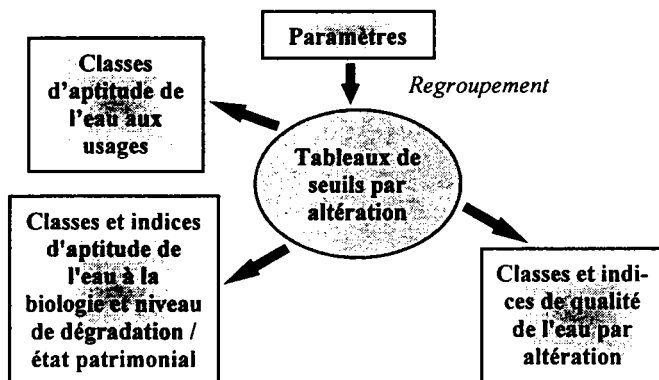 Paramètres
Regroupement
Classes
d'aptitude de
l'eau aux
usages
Tableaux de
seuils par
altération
Classes et indices
d'aptitude de
l'eau à la
biologie et niveau
de dégradation /
état patrimonial
Classes et indi-
ces de qualité
de l'eau par
altération